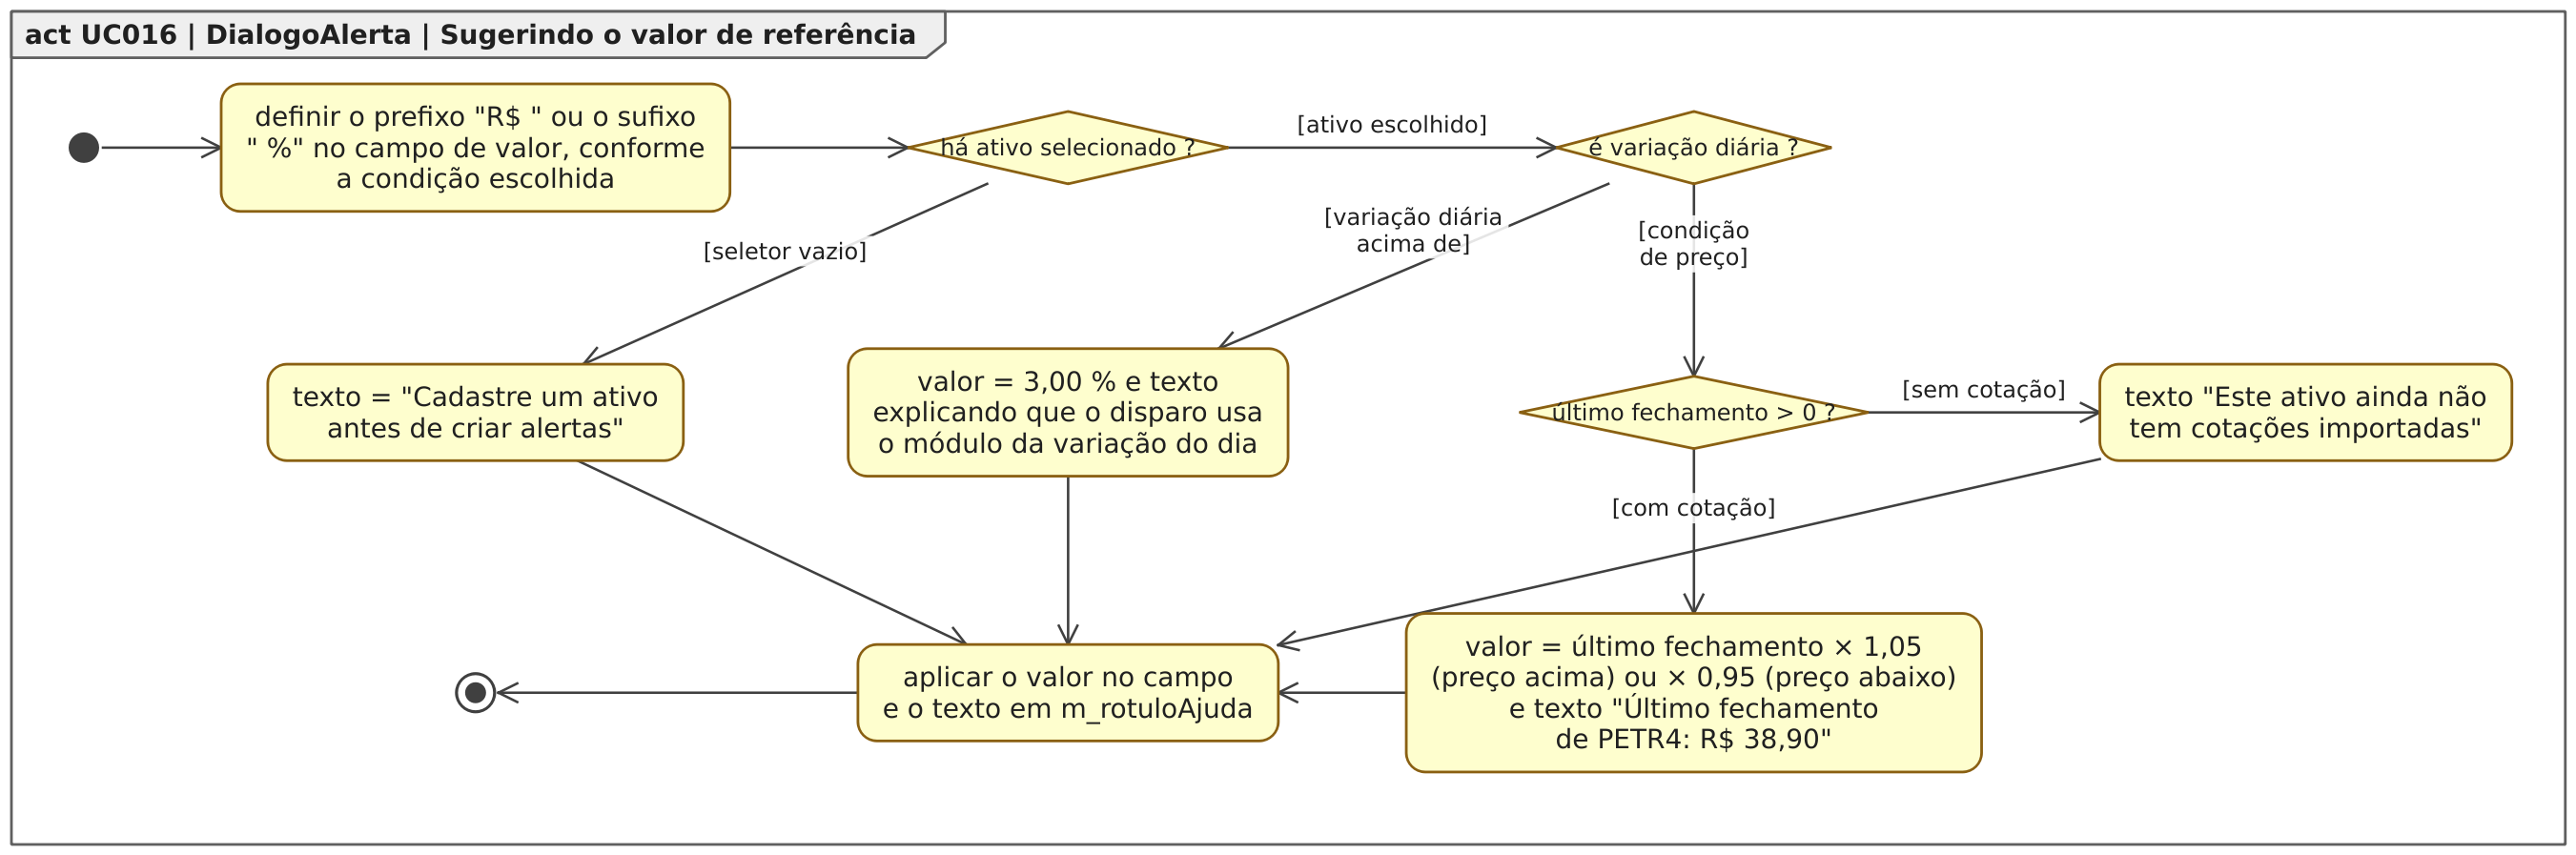 act UC016 | DialogoAlerta | Sugerindo o valor de referência
definir o prefixo "R$ " ou o sufixo
" %" no campo de valor, conforme
a condição escolhida
há ativo selecionado ?
[ativo escolhido]
é variação diária ?
[seletor vazio]
[variação diária
acima de]
[condição
de preço]
texto = "Cadastre um ativo
antes de criar alertas"
valor = 3,00 % e texto
explicando que o disparo usa
o módulo da variação do dia
último fechamento > 0 ?
[sem cotação]
texto "Este ativo ainda não
tem cotações importadas"
[com cotação]
aplicar o valor no campo
e o texto em m_rotuloAjuda
valor = último fechamento × 1,05
(preço acima) ou × 0,95 (preço abaixo)
e texto "Último fechamento
de PETR4: R$ 38,90"